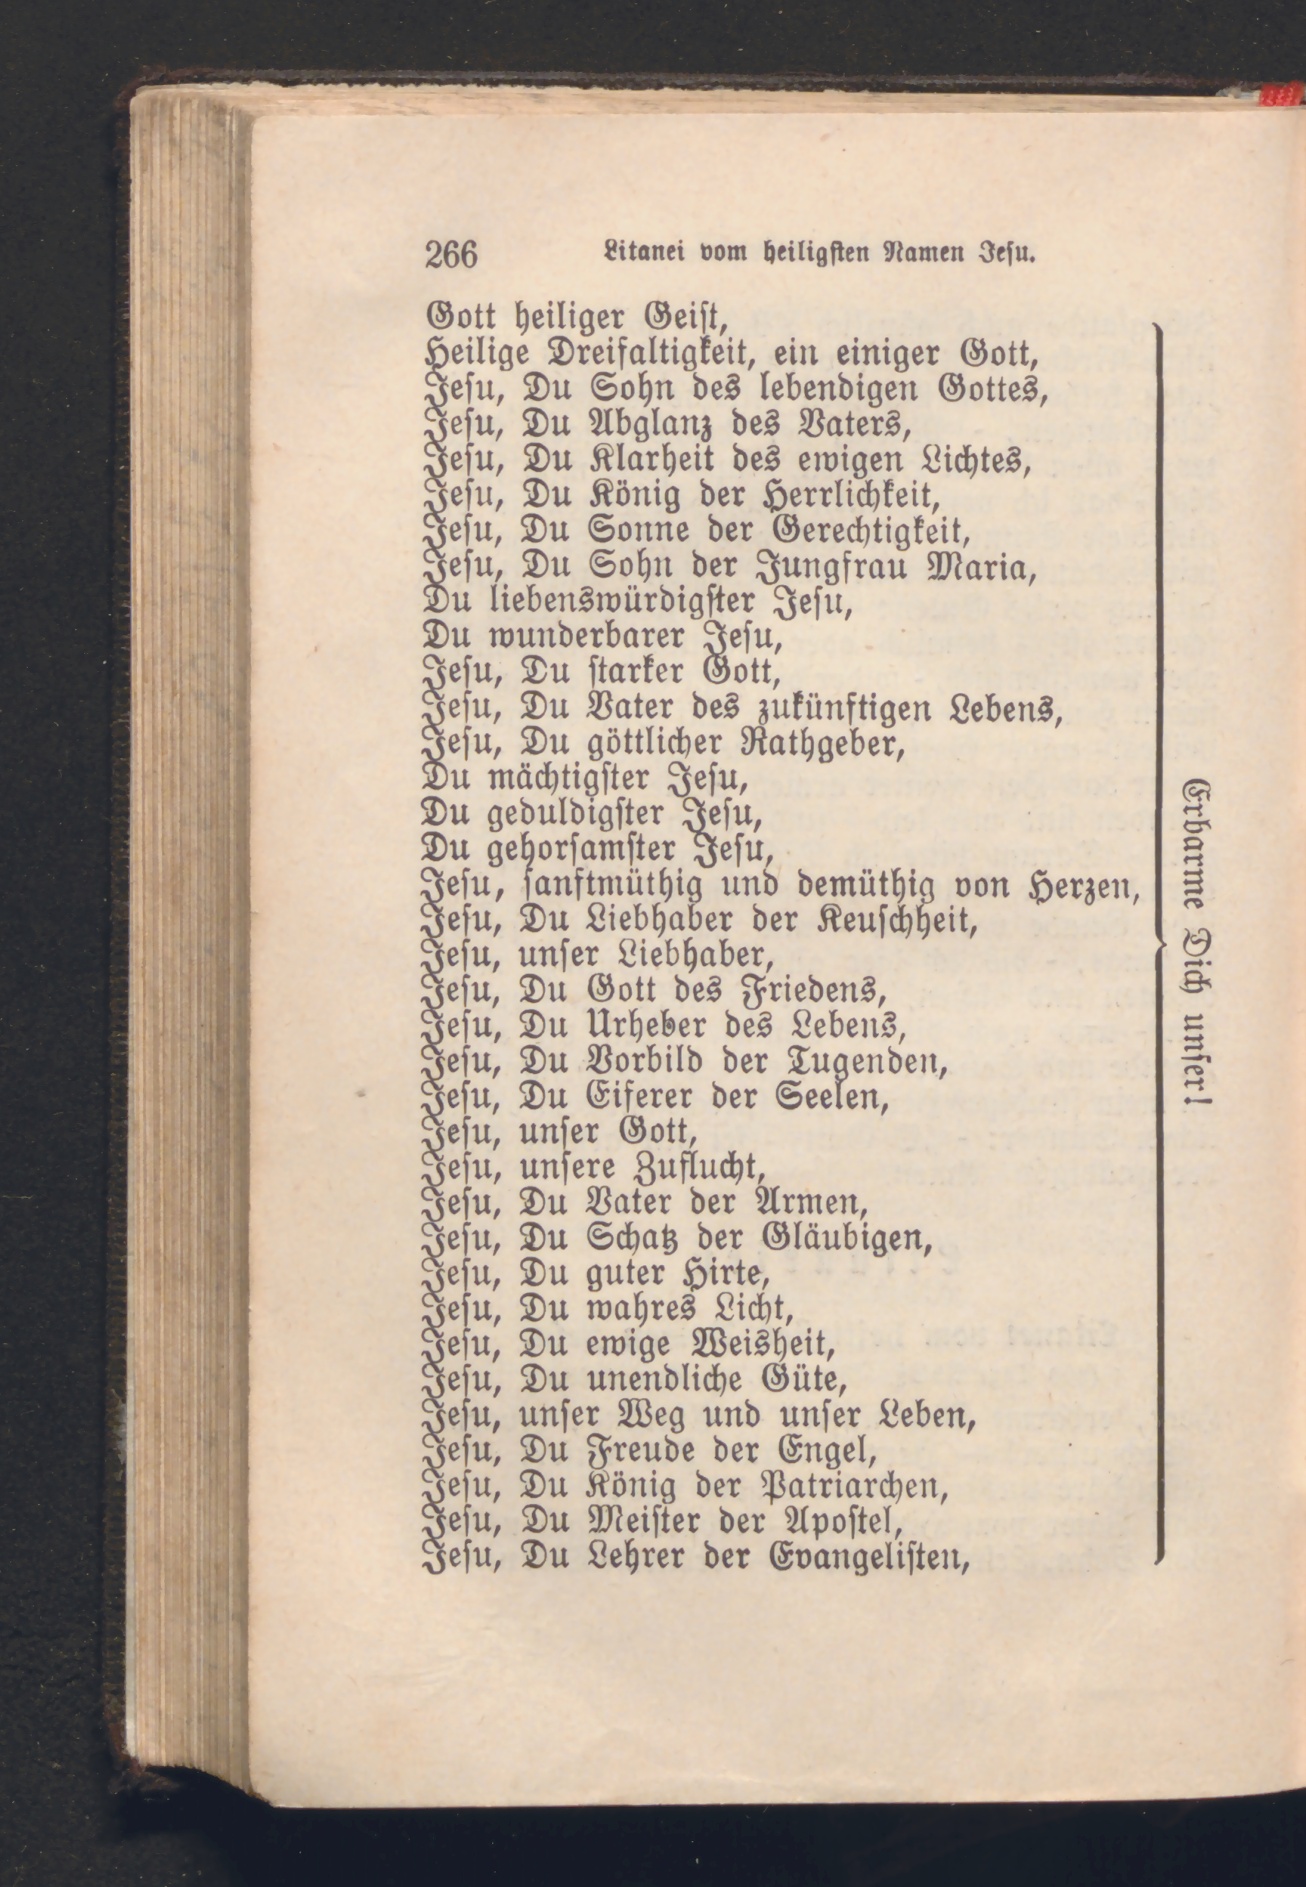 266 Litanei vom heiligsten Namen Jesu.
Gott heiliger Geist,
Heilige Dreifaltigkeit, ein einiger Gott,
Jesu, Du Sohn des lebendigen Gottes,
Jesu, Du Abglanz des Vaters,
Jesu, Du Klarheit des ewigen Lichtes,
Jesu, Du König der Herrlichkeit,
Jesu, Du Sonne der Gerechtigkeit,
Jesu, Du Sohn der Jungfrau Maria,
Du liebenswürdigster Jesu,
Du wunderbarer Jesu,
Jesu, Du starker Gott,
Jesu, Du Vater des zukünftigen Lebens,
Jesu, Du göttlicher Rathgeber,
Du mächtigster Jesu,
Du geduldigster Jesu,
Du gehorsamster Jesu,
Jesu, sanftmüthig und demüthig von Herzen,
Jesu, Du Liebhaber der Keuschheit,
Jesu, unser Liebhaber,
Jesu, Du Gott des Friedens,
Jesu, Du Urheber des Lebens,
Jesu, Du Vorbild der Tugenden,
Jesu, Du Eiferer der Seelen,
Jesu, unser Gott,
Jesu, unsere Zuflucht,
Jesu, Du Vater der Armen,
Jesu, Du Schatz der Gläubigen,
Jesu, Du guter Hirte,
Jesu, Du wahres Licht,
Jesu, Du ewige Weisheit,
Jesu, Du unendliche Güte,
Jesu, unser Weg und unser Leben,
Jesu, Du Freude der Engel,
Jesu, Du König der Patriarchen,
Jesu, Du Meister der Apostel,
Jesu, Du Lehrer der Evangelisten,
Erbarme Dich unser!